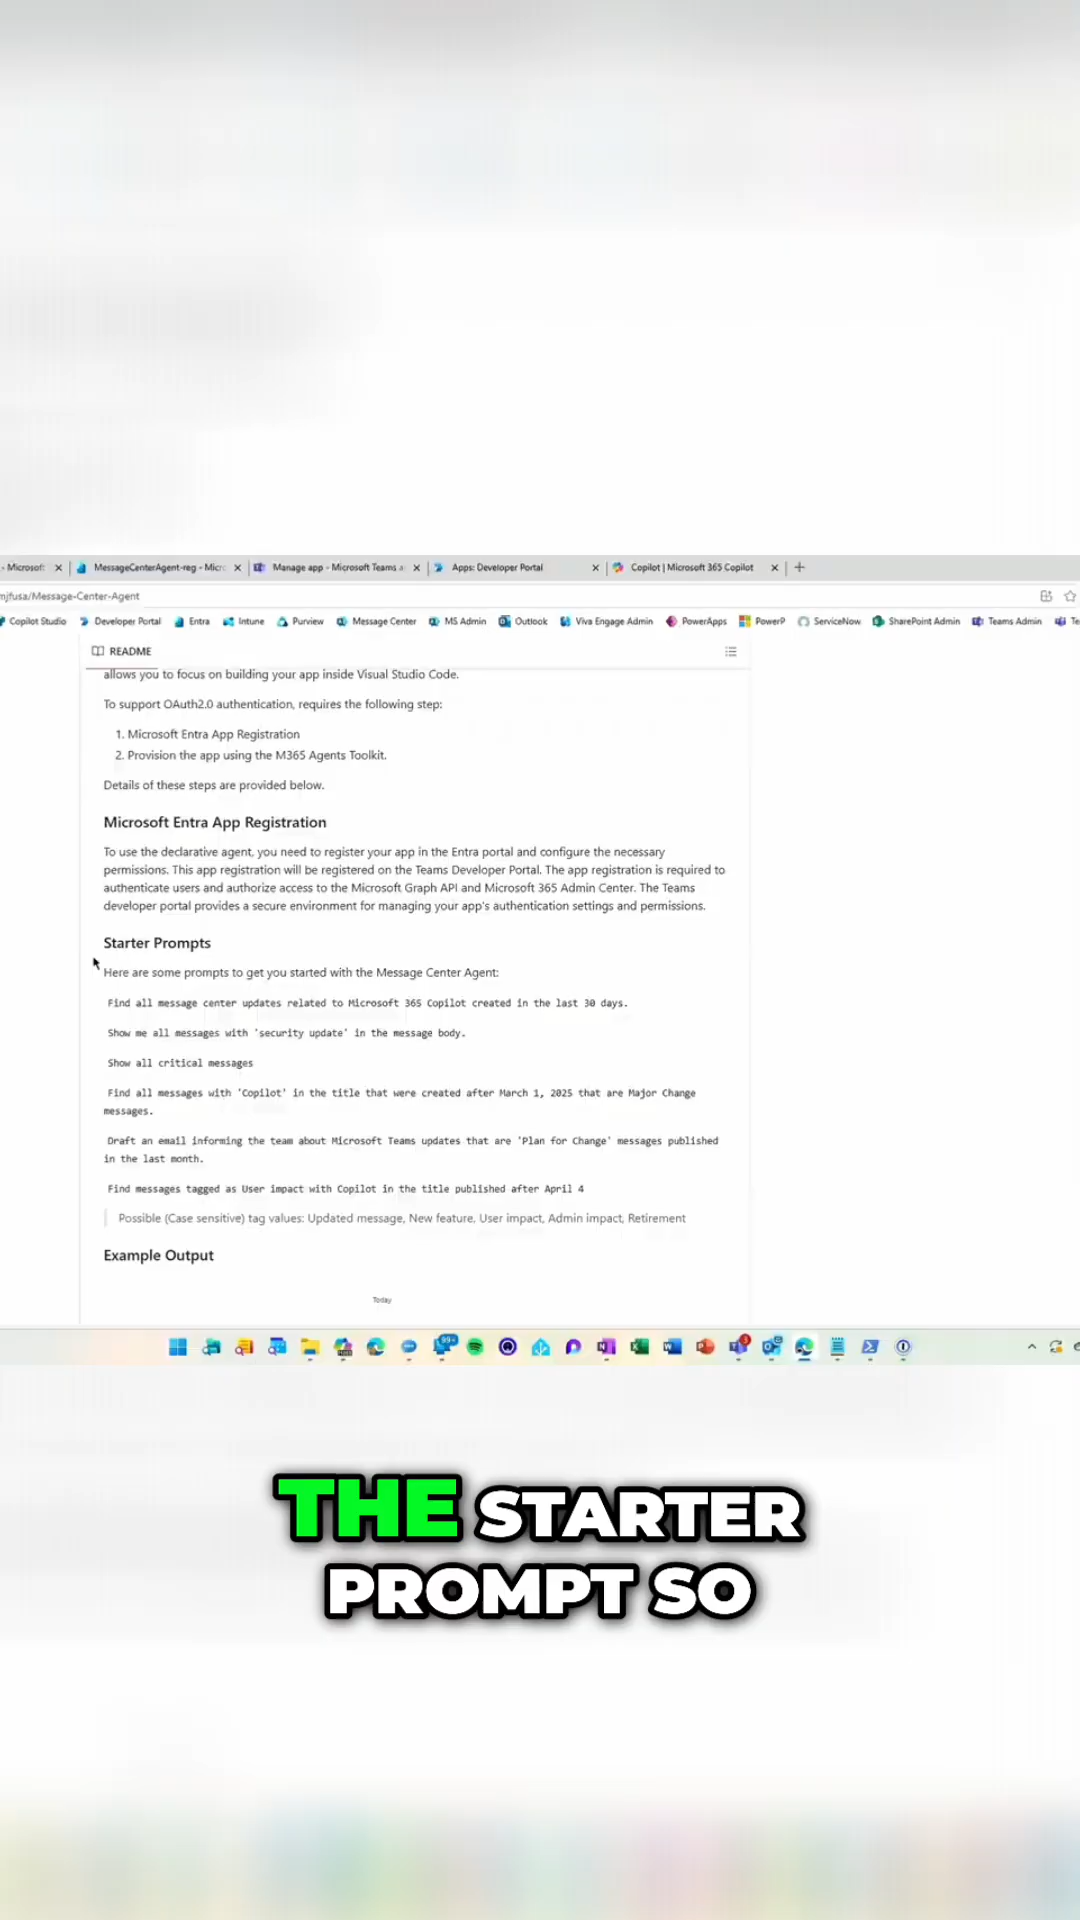 - Microsof:
MessageCenterAgent-reg - Micro
Manage app - Microsoft Teams a
Apps: Developer Portal
Copilot | Microsoft 365 Copilot
mjfusa/Message-Center-Agent
Copilot Studio
Developer Portal
Entra
Intune
Purview
Message Center
MS Admin
Outlook
Viva Engage Admin
PowerApps
PowerP
ServiceNow
SharePoint Admin
Teams Admin
Te
README
allows you to focus on building your app inside Visual Studio Code.
To support OAuth2.0 authentication, requires the following step:
1. Microsoft Entra App Registration
2. Provision the app using the M365 Agents Toolkit.
Details of these steps are provided below.
Microsoft Entra App Registration
To use the declarative agent, you need to register your app in the Entra portal and configure the necessary
permissions. This app registration will be registered on the Teams Developer Portal. The app registration is required to
authenticate users and authorize access to the Microsoft Graph API and Microsoft 365 Admin Center. The Teams
developer portal provides a secure environment for managing your app's authentication settings and permissions.
Starter Prompts
Here are some prompts to get you started with the Message Center Agent:
Find all message center updates related to Microsoft 365 Copilot created in the last 30 days.
Show me all messages with 'security update' in the message body.
Show all critical messages
Find all messages with 'Copilot' in the title that were created after March 1, 2025 that are Major Change
messages.
Draft an email informing the team about Microsoft Teams updates that are 'Plan for Change' messages published
in the last month.
Find messages tagged as User impact with Copilot in the title published after April 4
Possible (Case sensitive) tag values: Updated message, New feature, User impact, Admin impact, Retirement
Example Output
Today
99+
3
THE STARTER
PROMPT SO